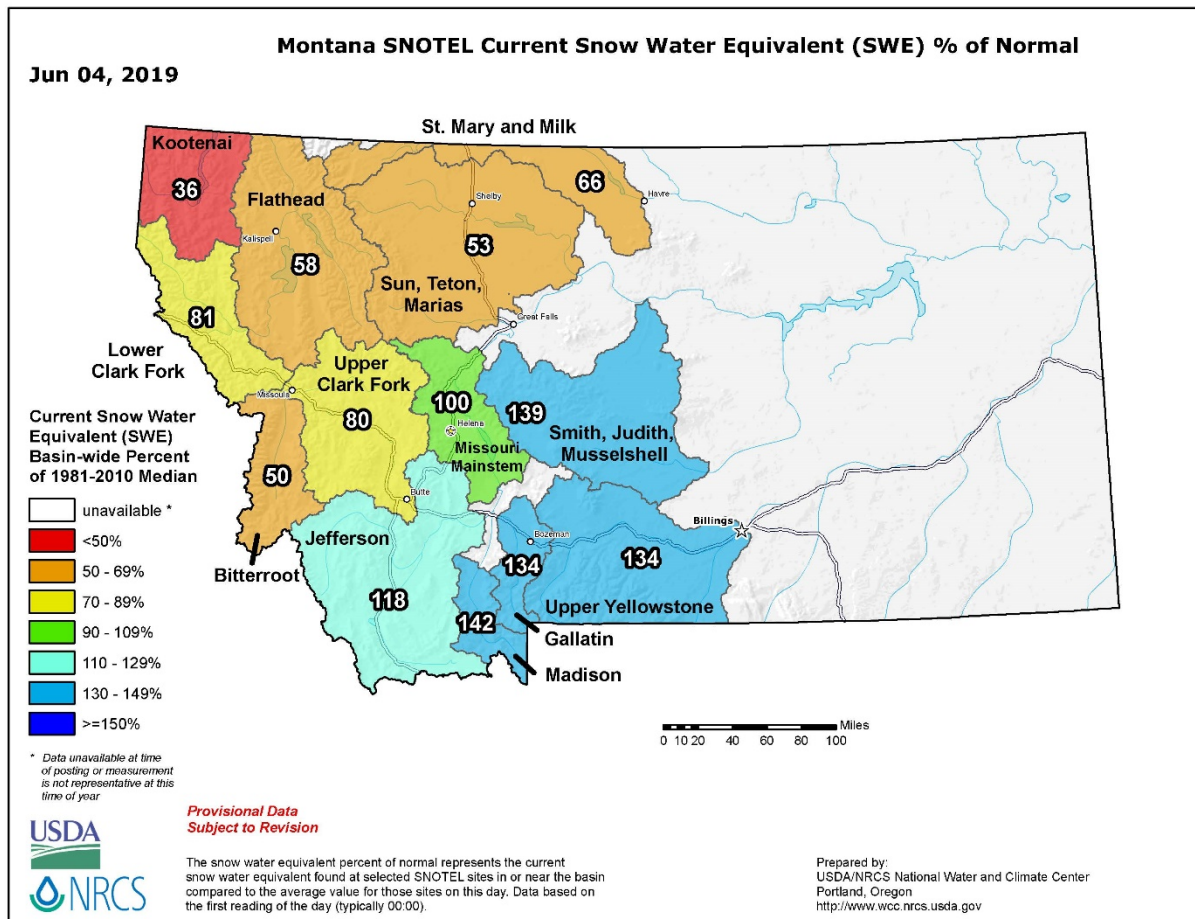 Montana SNOTEL Current Snow Water Equivalent (SWE) % of Normal
Jun 04, 2019
St. Mary and Milk
Kootenai
36
Flathead
Kalispell
58
Shelby
66
Havre
53
Sun, Teton,
Marias
Great Falls
81
Lower
Clark Fork
Missoula
Upper
Clark Fork
80
100
Helena
Missouri
Mainstem
139
Smith, Judith,
Musselshell
50
Bitterroot
Butte
Jefferson
118
Bozeman
134
134
Billings
Upper Yellowstone
142
Gallatin
Madison
Current Snow Water
Equivalent (SWE)
Basin-wide Percent
of 1981-2010 Median
unavailable *
<50%
50 - 69%
70 - 89%
90 - 109%
110 - 129%
130 - 149%
>=150%
* Data unavailable at time
of posting or measurement
is not representative at this
time of year
Miles
0 10 20 40 60 80 100
USDA
NRCS
Provisional Data
Subject to Revision
The snow water equivalent percent of normal represents the current
snow water equivalent found at selected SNOTEL sites in or near the basin
compared to the average value for those sites on this day. Data based on
the first reading of the day (typically 00:00).
Prepared by:
USDA/NRCS National Water and Climate Center
Portland, Oregon
http://www.wcc.nrcs.usda.gov